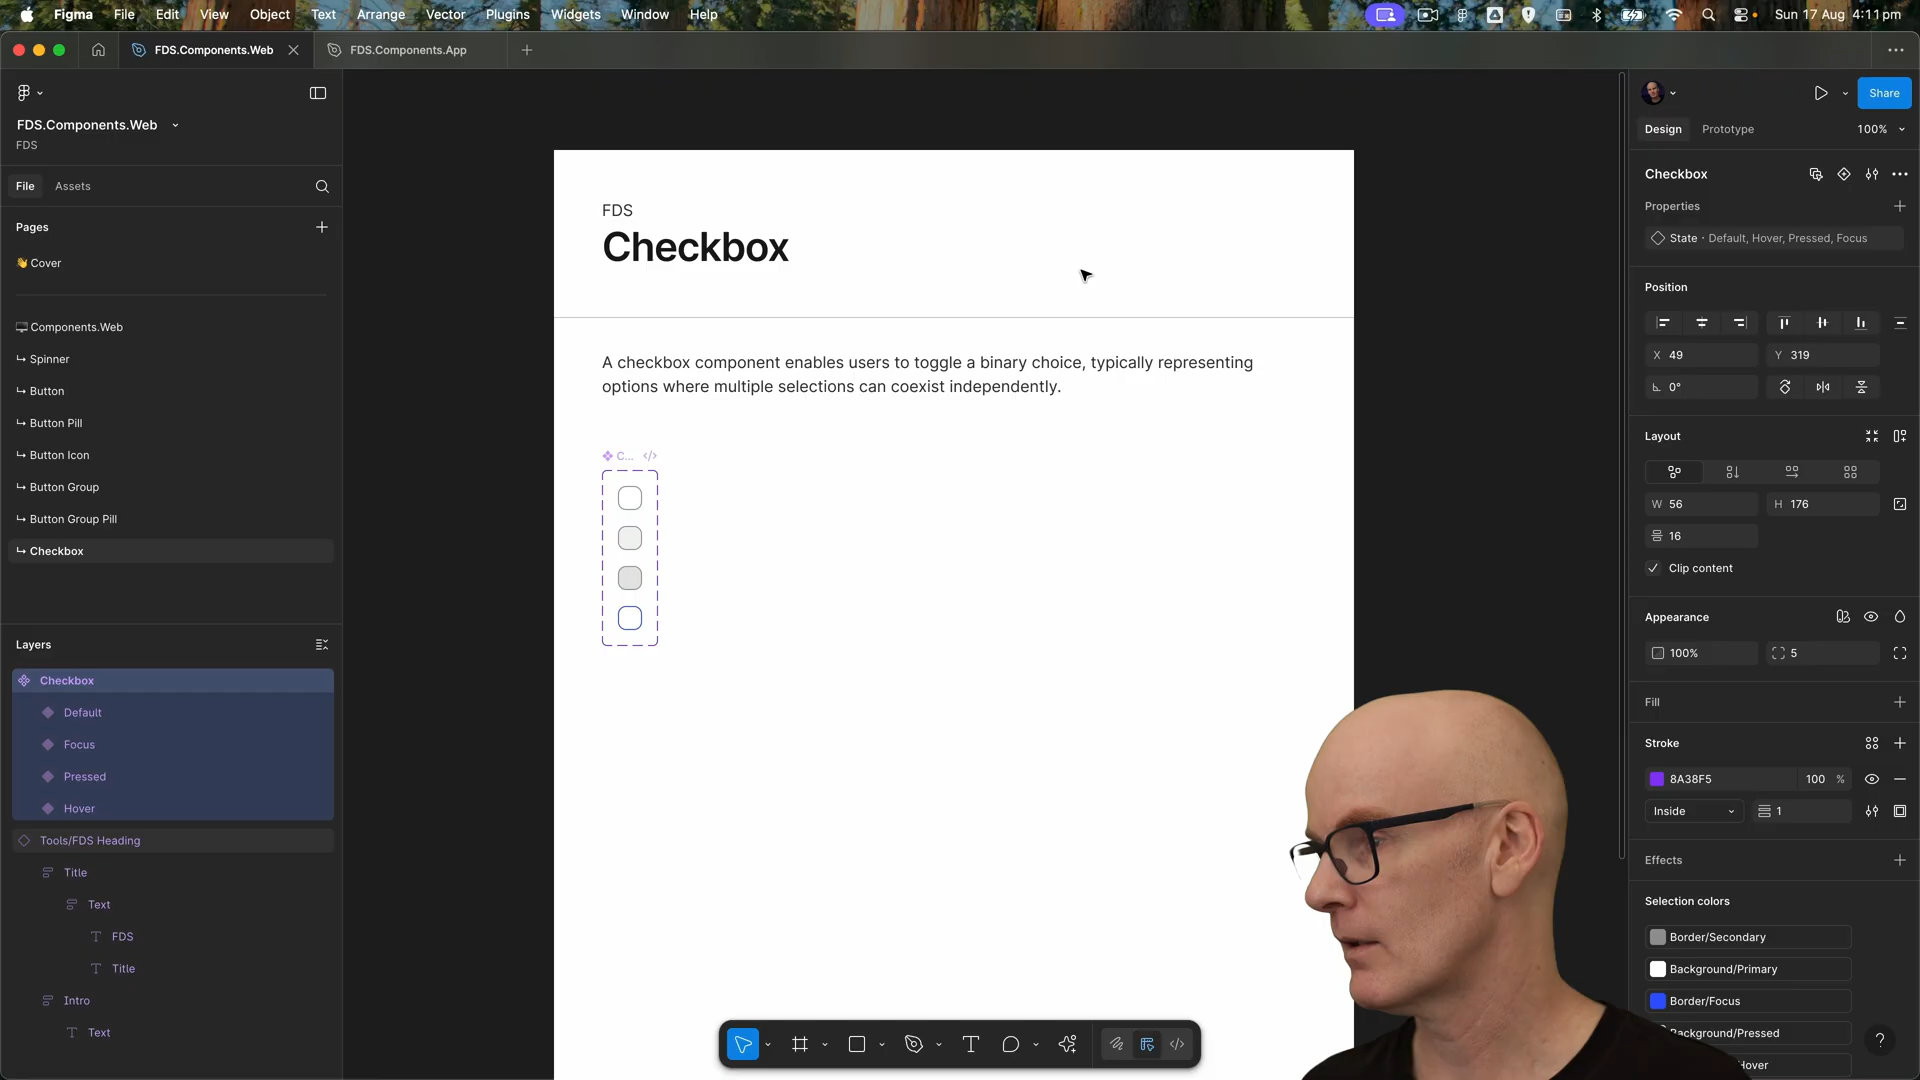 Figma File Edit View Object Text Arrange Vector Plugins Widgets Window Help
Sun 17 Aug 4:11pm
FDS.Components.Web
FDS.Components.App
FDS.Components.Web
FDS
File Assets
Pages
👋 Cover
Components.Web
↳ Spinner
↳ Button
↳ Button Pill
↳ Button Icon
↳ Button Group
↳ Button Group Pill
↳ Checkbox
Layers
Checkbox
Default
Focus
Pressed
Hover
Tools/FDS Heading
Title
Text
FDS
Title
Intro
Text
FDS
Checkbox
A checkbox component enables users to toggle a binary choice, typically representing
options where multiple selections can coexist independently.
C... </>
Share
Design Prototype 100%
Checkbox
Properties
State · Default, Hover, Pressed, Focus
Position
X 49 Y 319
0°
Layout
W 56 H 176
16
Clip content
Appearance
100% 5
Fill
Stroke
8A38F5 100 %
Inside 1
Effects
Selection colors
Border/Secondary
Background/Primary
Border/Focus
Background/Pressed
?